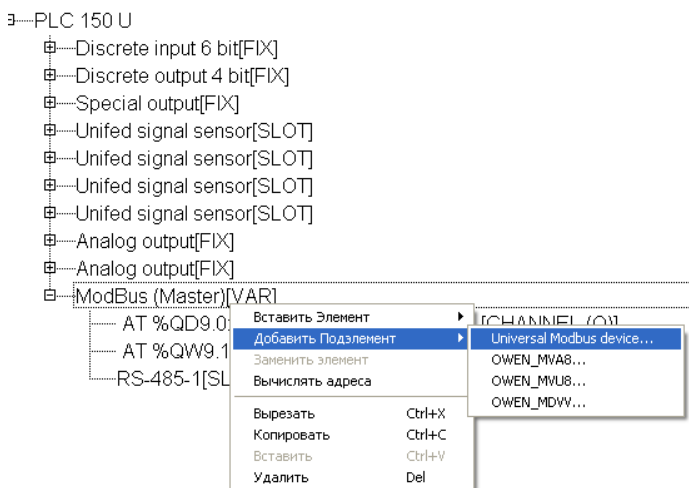 PLC 150 U
Discrete input 6 bit[FIX]
Discrete output 4 bit[FIX]
Special output[FIX]
Unifed signal sensor[SLOT]
Unifed signal sensor[SLOT]
Unifed signal sensor[SLOT]
Unifed signal sensor[SLOT]
Analog output[FIX]
Analog output[FIX]
ModBus (Master)[VAR]
AT %QD9.0: [CHANNEL (Q)]
AT %QW9.1
RS-485-1[SL
Вставить Элемент
Добавить Подэлемент
Заменить элемент
Вычислять адреса
Вырезать Ctrl+X
Копировать Ctrl+C
Вставить Ctrl+V
Удалить Del
Universal Modbus device...
OWEN_MVA8...
OWEN_MVU8...
OWEN_MDVV...